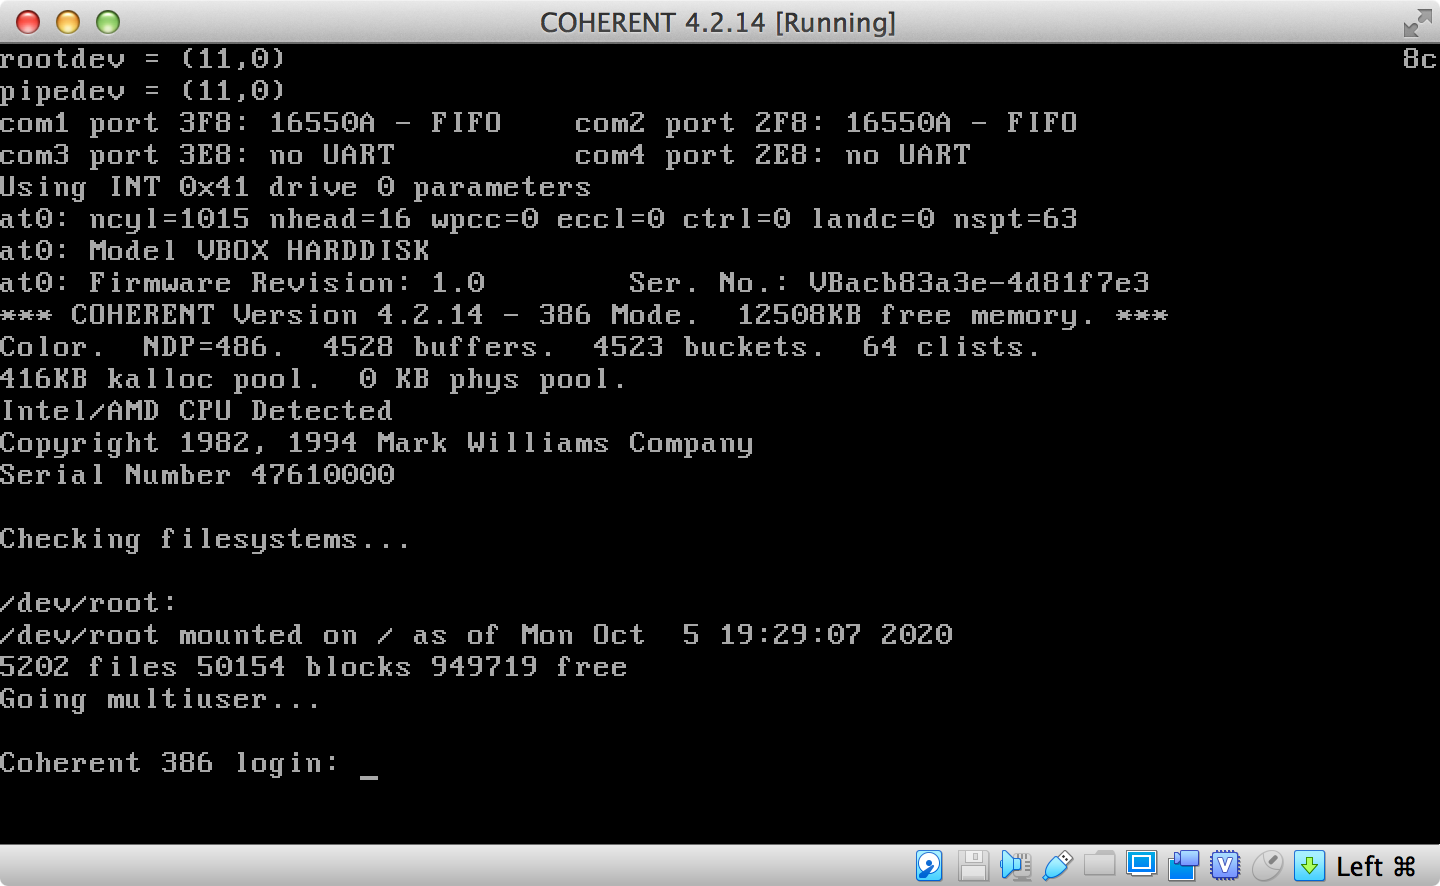 COHERENT 4.2.14 [Running]
rootdev = (11,0) 8c
pipedev = (11,0)
com1 port 3F8: 16550A - FIFO    com2 port 2F8: 16550A - FIFO
com3 port 3E8: no UART          com4 port 2E8: no UART
Using INT 0x41 drive 0 parameters
at0: ncyl=1015 nhead=16 wpcc=0 eccl=0 ctrl=0 landc=0 nspt=63
at0: Model VBOX HARDDISK
at0: Firmware Revision: 1.0        Ser. No.: VBacb83a3e-4d81f7e3
*** COHERENT Version 4.2.14 - 386 Mode.  12508KB free memory. ***
Color.  NDP=486.  4528 buffers.  4523 buckets.  64 clists.
416KB kalloc pool.  0 KB phys pool.
Intel/AMD CPU Detected
Copyright 1982, 1994 Mark Williams Company
Serial Number 47610000
Checking filesystems...
/dev/root:
/dev/root mounted on / as of Mon Oct  5 19:29:07 2020
5202 files 50154 blocks 949719 free
Going multiuser...
Coherent 386 login: _
Left ⌘